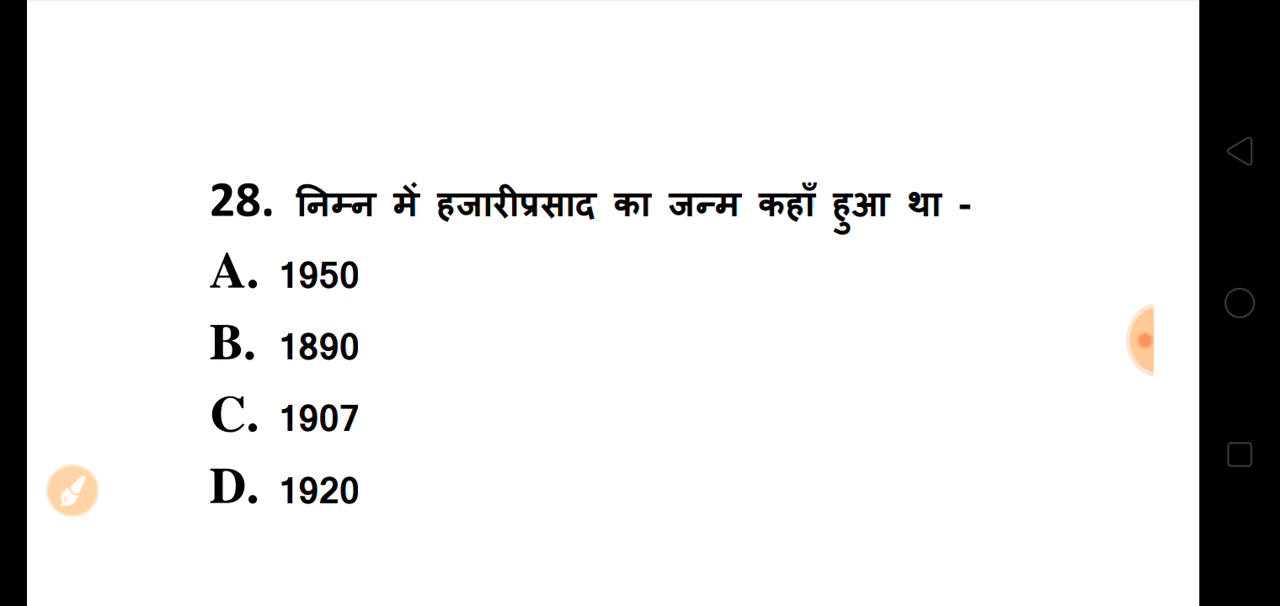 28. निम्न में हजारीप्रसाद का जन्म कहाँ हुआ था -
A. 1950
B. 1890
C. 1907
D. 1920